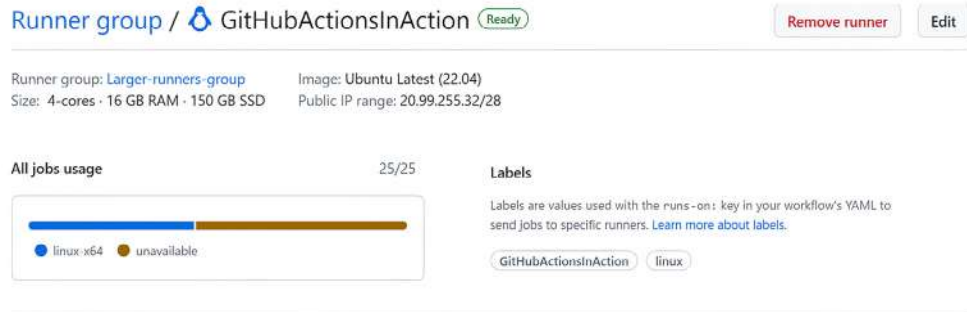 Runner group / GitHubActionsInAction Ready
Remove runner
Edit
Runner group: Larger-runners-group
Image: Ubuntu Latest (22.04)
Size: 4-cores · 16 GB RAM · 150 GB SSD
Public IP range: 20.99.255.32/28
All jobs usage 25/25
linux-x64 unavailable
Labels
Labels are values used with the runs-on: key in your workflow's YAML to
send jobs to specific runners. Learn more about labels.
GitHubActionsInAction linux